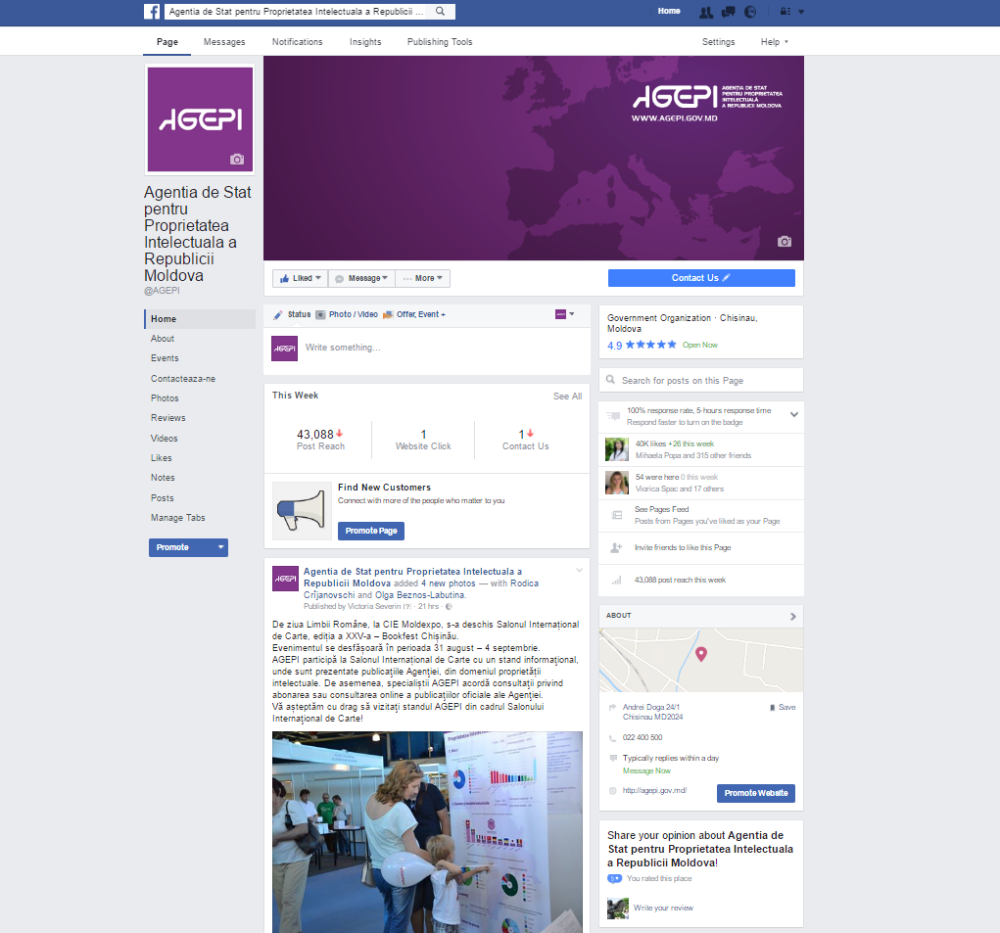 Agentia de Stat pentru Proprietatea Intelectuala a Republicii ...
Home
Page
Messages
Notifications
Insights
Publishing Tools
Settings
Help
AGEPI
AGEPI
AGENȚIA DE STAT
PENTRU PROPRIETATEA
INTELECTUALĂ
A REPUBLICII MOLDOVA
WWW.AGEPI.GOV.MD
Agentia de Stat
pentru
Proprietatea
Intelectuala a
Republicii
Moldova
@AGEPI
Home
About
Events
Contacteaza-ne
Photos
Reviews
Videos
Likes
Notes
Posts
Manage Tabs
Promote
Liked
Message
··· More
Contact Us
Status
Photo / Video
Offer, Event +
AGEPI
Write something...
This Week
See All
43,088
Post Reach
1
Website Click
1
Contact Us
Find New Customers
Connect with more of the people who matter to you
Promote Page
AGEPI
Agentia de Stat pentru Proprietatea Intelectuala a
Republicii Moldova added 4 new photos — with Rodica
Crîjanovschi and Olga Beznos-Labutina.
Published by Victoria Severin [?] · 21 hrs ·
De ziua Limbii Române, la CIE Moldexpo, s-a deschis Salonul Internațional
de Carte, ediția a XXV-a – Bookfest Chișinău.
Evenimentul se desfășoară în perioada 31 august – 4 septembrie.
AGEPI participă la Salonul Internațional de Carte cu un stand informațional,
unde sunt prezentate publicațiile Agenției, din domeniul proprietății
intelectuale. De asemenea, specialiștii AGEPI acordă consultații privind
abonarea sau consultarea online a publicațiilor oficiale ale Agenției.
Vă așteptăm cu drag să vizitați standul AGEPI din cadrul Salonului
Internațional de Carte!
Government Organization · Chisinau,
Moldova
4.9 ★★★★★ Open Now
Search for posts on this Page
100% response rate, 5-hours response time
Respond faster to turn on the badge
40K likes +26 this week
Mihaela Popa and 315 other friends
54 were here 0 this week
Viorica Spac and 17 others
See Pages Feed
Posts from Pages you've liked as your Page
Invite friends to like this Page
43,088 post reach this week
ABOUT
Andrei Doga 24/1
Chisinau MD2024
Save
022 400 500
Typically replies within a day
Message Now
http://agepi.gov.md/
Promote Website
Share your opinion about Agentia de
Stat pentru Proprietatea Intelectuala
a Republicii Moldova!
5★ You rated this place
Write your review